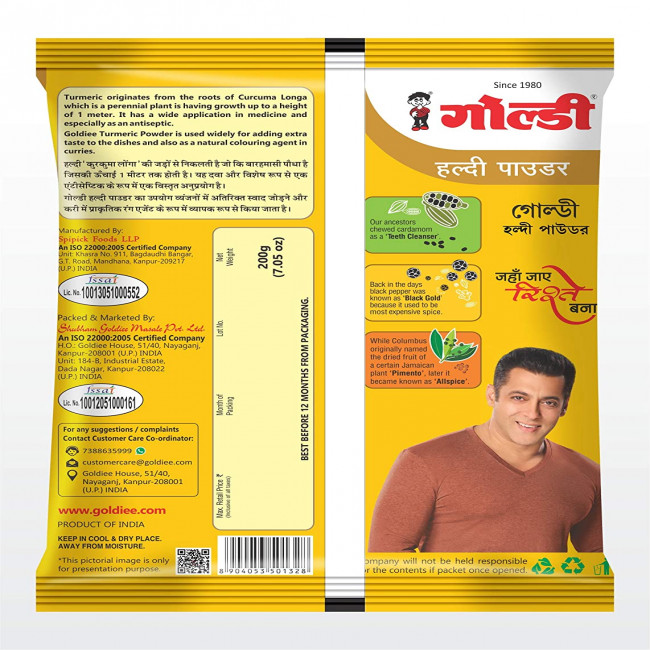 Turmeric originates from the roots of Curcuma Longa
which is a perennial plant is having growth up to a height
of 1 meter. It has a wide application in medicine and
especially as an antiseptic.
Goldiee Turmeric Powder is used widely for adding extra
taste to the dishes and also as a natural colouring agent in
curries.
हल्दी 'कुरकुमा लोंगा' की जड़ों से निकलती है जो कि बारहमासी पौधा है
जिसकी ऊँचाई 1 मीटर तक होती है। यह दवा और विशेष रूप से एक
एंटीसेप्टिक के रूप में एक विस्तृत अनुप्रयोग है।
गोल्डी हल्दी पाउडर का उपयोग व्यंजनों में अतिरिक्त स्वाद जोड़ने और
करी में प्राकृतिक रंग एजेंट के रूप में व्यापक रूप से किया जाता है।
Manufactured By:
Spipick Foods LLP
An ISO 22000:2005 Certified Company
Unit: Khasra No. 911, Bagdaudhi Bangar,
G.T. Road, Mandhana, Kanpur-209217
(U.P.) INDIA
fssai
Lic. No. 10013051000552
Packed & Marketed By:
Shubham Goldiee Masale Pvt. Ltd.
An ISO 22000:2005 Certified Company
H.O.: Goldiee House, 51/40, Nayaganj,
Kanpur-208001 (U.P.) INDIA
Unit: 184-B, Industrial Estate,
Dada Nagar, Kanpur-208022
(U.P.) INDIA
fssai
Lic. No. 10012051000161
For any suggestions / complaints
Contact Customer Care Co-ordinator:
7388635999
customercare@goldiee.com
Goldiee House, 51/40,
Nayaganj, Kanpur-208001
(U.P.) INDIA
www.goldiee.com
PRODUCT OF INDIA
KEEP IN COOL & DRY PLACE.
AWAY FROM MOISTURE.
*This pictorial image is only
for presentation purpose.
Net
Weight
200g
(7.05 oz)
Lot No.
Month of
Packing
Max. Retail Price ₹
(Inclusive of all taxes)
BEST BEFORE 12 MONTHS FROM PACKAGING.
8 904053 501328
Since 1980
गोल्डी
®
हल्दी पाउडर
Our ancestors
chewed cardamom
as a 'Teeth Cleanser'.
Back in the days
black pepper was
known as 'Black Gold'
because it used to be
most expensive spice.
While Columbus
originally named
the dried fruit of
a certain Jamaican
plant 'Pimento', later it
became known as 'Allspice'.
ગોલ્ડી
હલ્દી પાઉડર
जहाँ जाए
रिश्ते
बना
ompany will not be held responsible
r the contents if packet once opened.